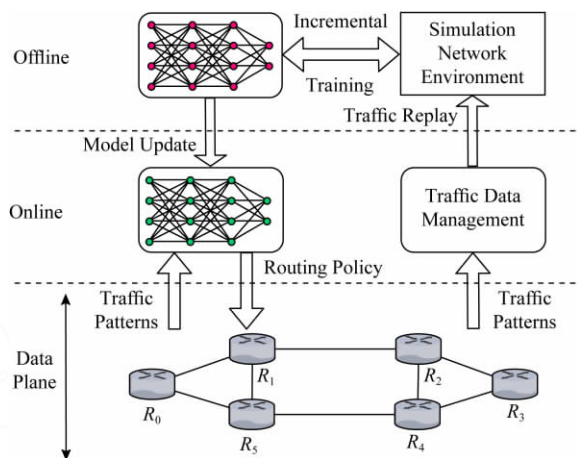 Offline
Incremental
Training
Simulation
Network
Environment
Model Update
Traffic Replay
Online
Traffic Data
Management
Routing Policy
Traffic
Patterns
Traffic
Patterns
Data
Plane
R0
R1
R2
R3
R5
R4